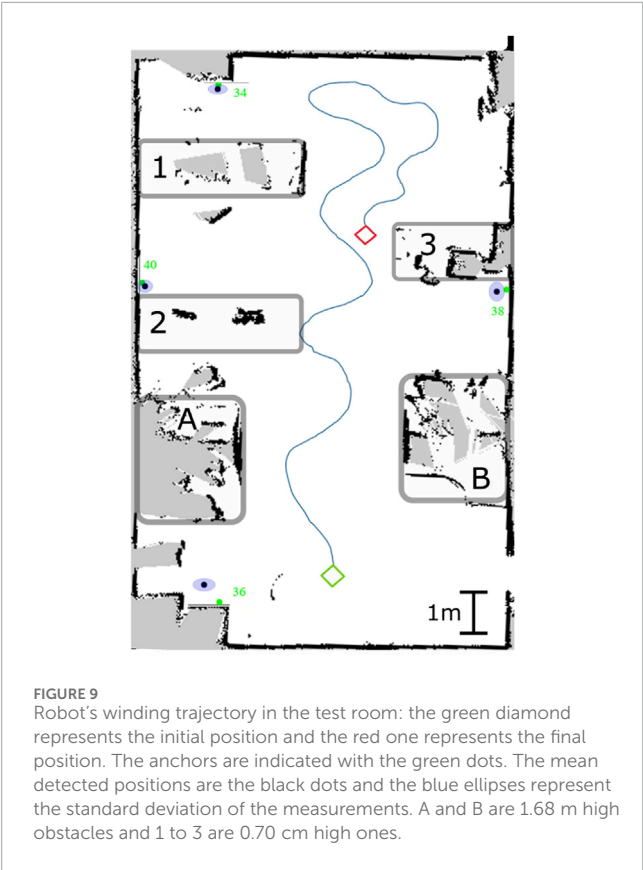 34
1
3
40
38
2
A
B
36
1m
FIGURE 9
Robot's winding trajectory in the test room: the green diamond
represents the initial position and the red one represents the final
position. The anchors are indicated with the green dots. The mean
detected positions are the black dots and the blue ellipses represent
the standard deviation of the measurements. A and B are 1.68 m high
obstacles and 1 to 3 are 0.70 cm high ones.